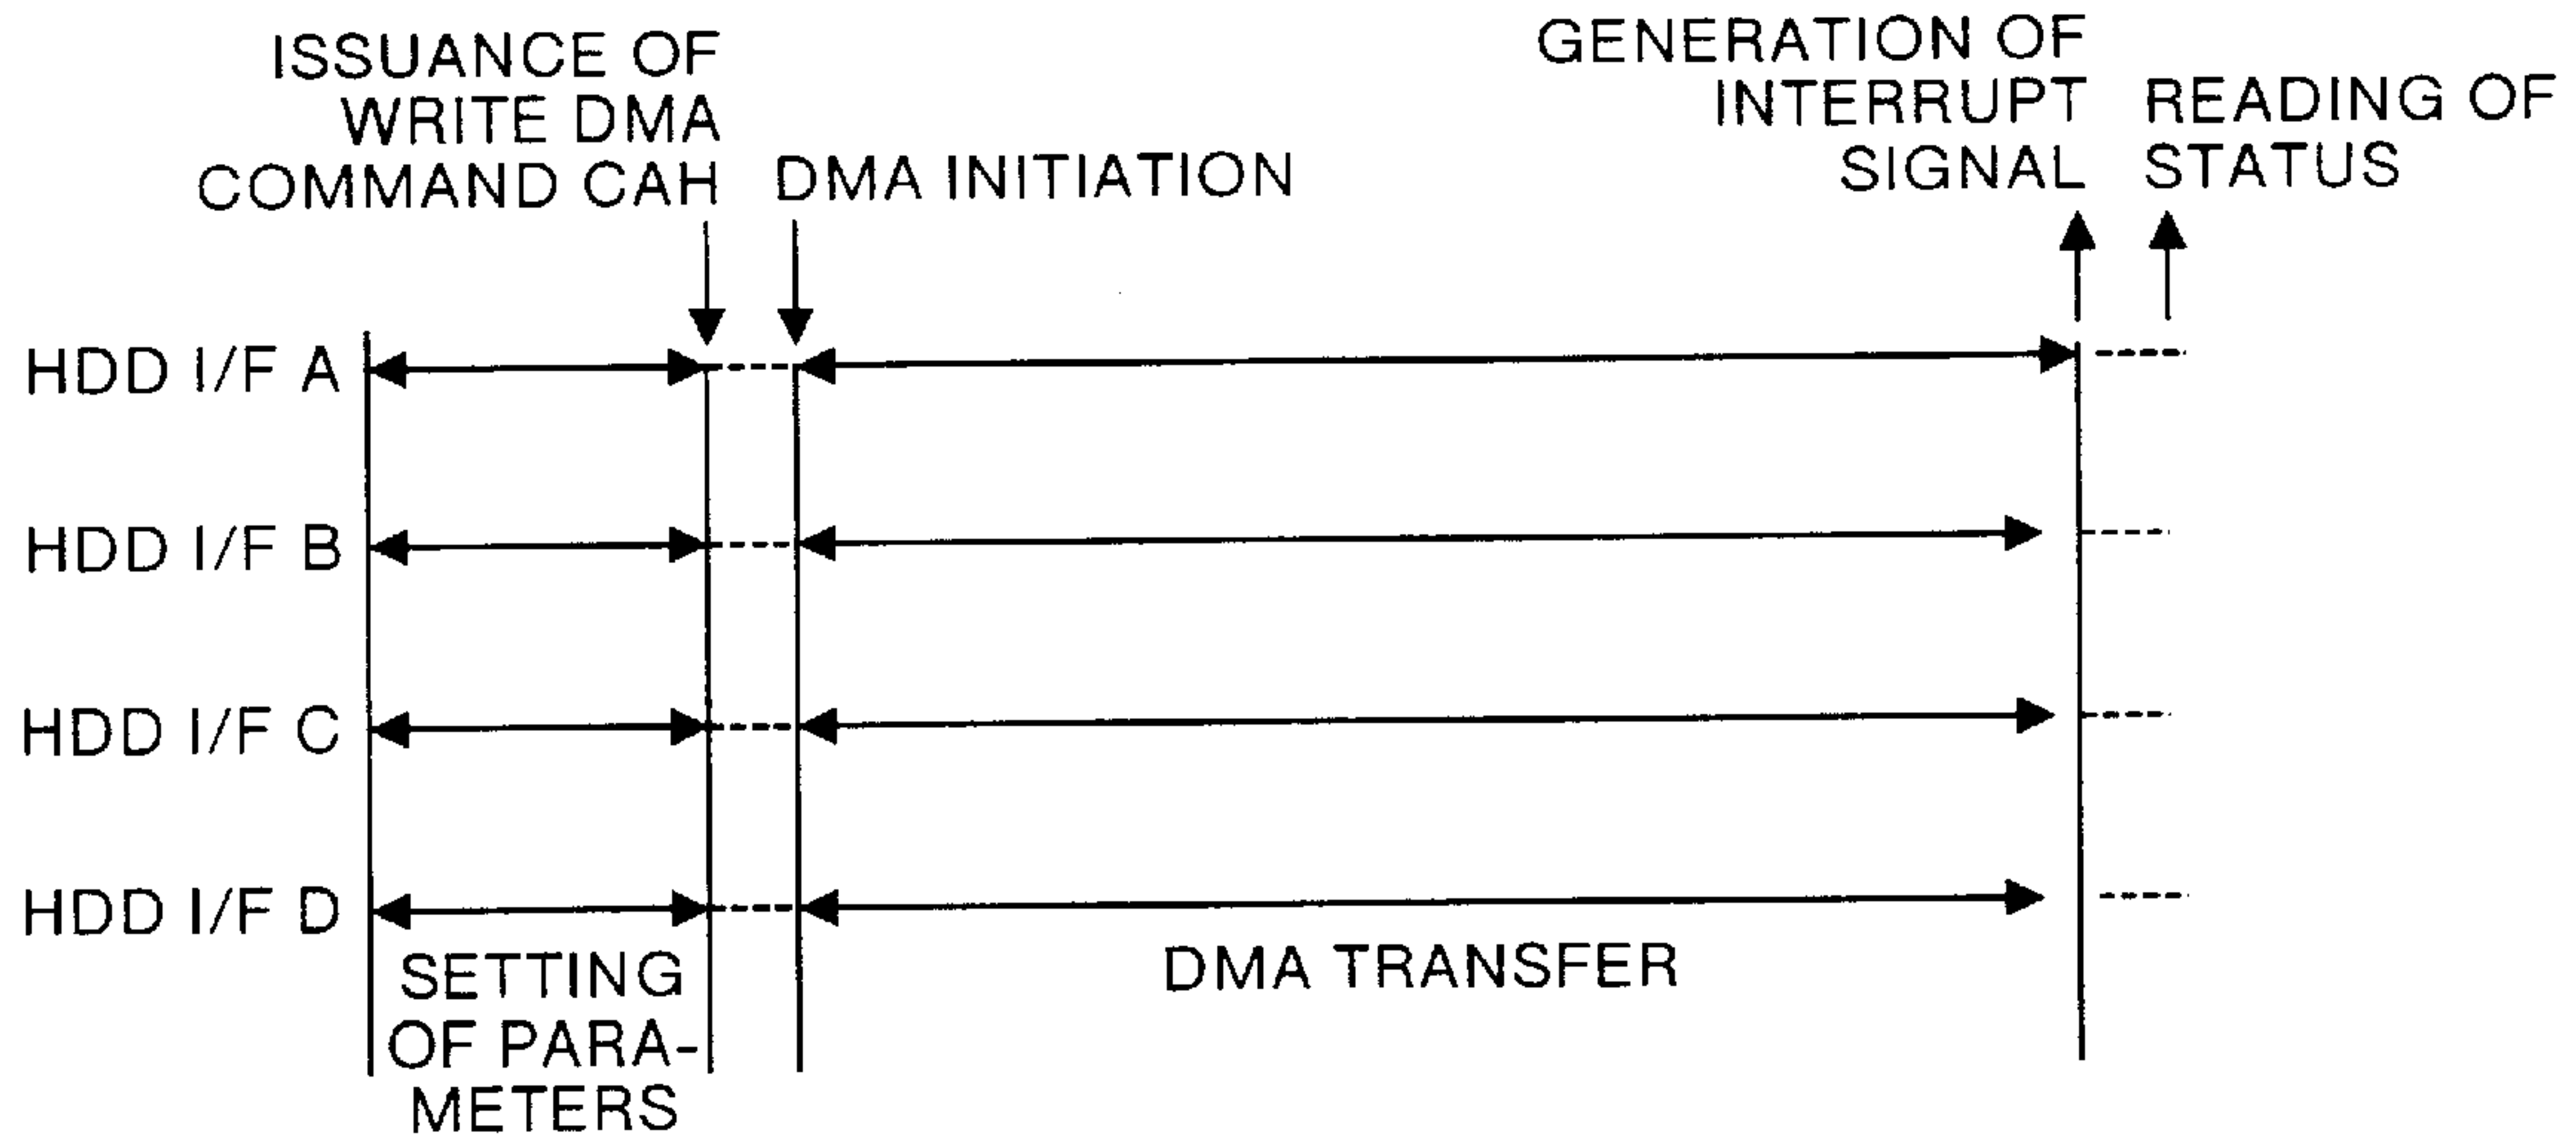 ISSUANCE OF
WRITE DMA
COMMAND CAH
DMA INITIATION
GENERATION OF
INTERRUPT
SIGNAL
READING OF
STATUS
HDD I/F A
HDD I/F B
HDD I/F C
HDD I/F D
SETTING
OF PARA-
METERS
DMA TRANSFER